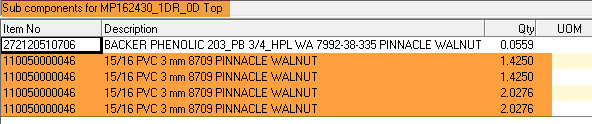 Sub components for MP162430_1DR_0D Top
Item No Description Qty UOM
272120510706 BACKER PHENOLIC 203_PB 3/4_HPL WA 7992-38-335 PINNACLE WALNUT 0.0559
110050000046 15/16 PVC 3 mm 8709 PINNACLE WALNUT 1.4250
110050000046 15/16 PVC 3 mm 8709 PINNACLE WALNUT 1.4250
110050000046 15/16 PVC 3 mm 8709 PINNACLE WALNUT 2.0276
110050000046 15/16 PVC 3 mm 8709 PINNACLE WALNUT 2.0276